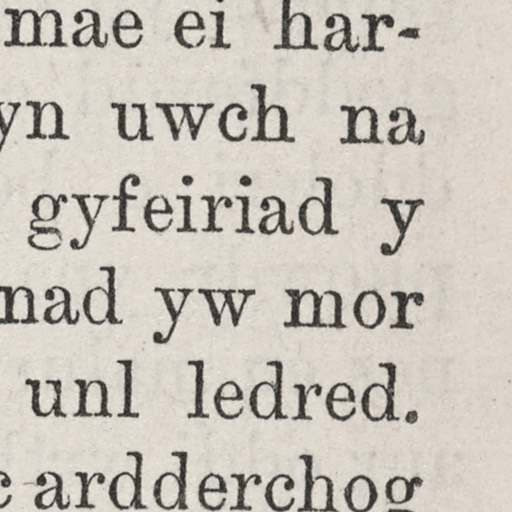 mae ei har-
yn uwch na
gyfeiriad y
nad yw mor
unl ledred.
c ardderchog